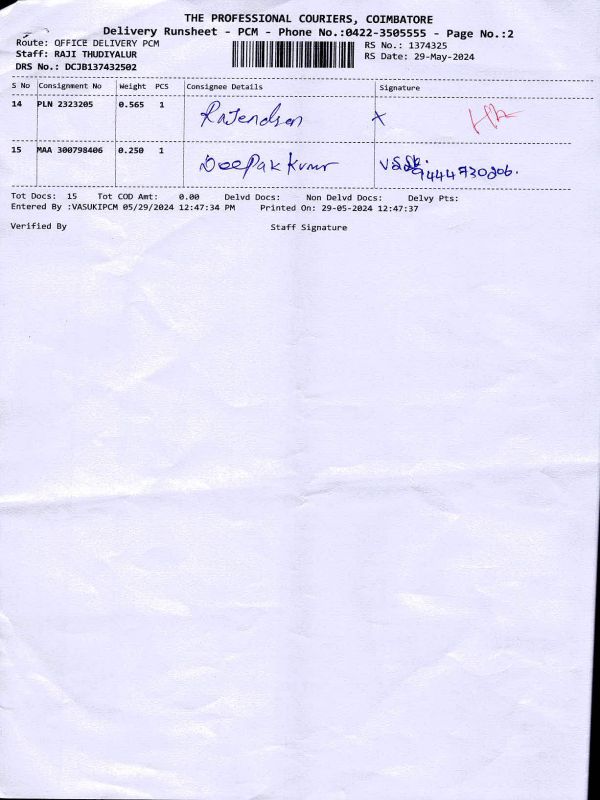 THE PROFESSIONAL COURIERS, COIMBATORE
Delivery Runsheet - PCM - Phone No.:0422-3505555 - Page No.:2
Route: OFFICE DELIVERY PCM
Staff: RAJI THUDIYALUR
DRS No.: DCJB137432502
RS No.: 1374325
RS Date: 29-May-2024
S No Consignment No Weight PCS Consignee Details Signature
14 PLN 2323205 0.565 1 Rajendren x
15 MAA 300798406 0.250 1 Deepak Kumar
9444730206.
Tot Docs: 15 Tot COD Amt: 0.00 Delvd Docs: Non Delvd Docs: Delvy Pts:
Entered By :VASUKIPCM 05/29/2024 12:47:34 PM Printed On: 29-05-2024 12:47:37
Verified By Staff Signature